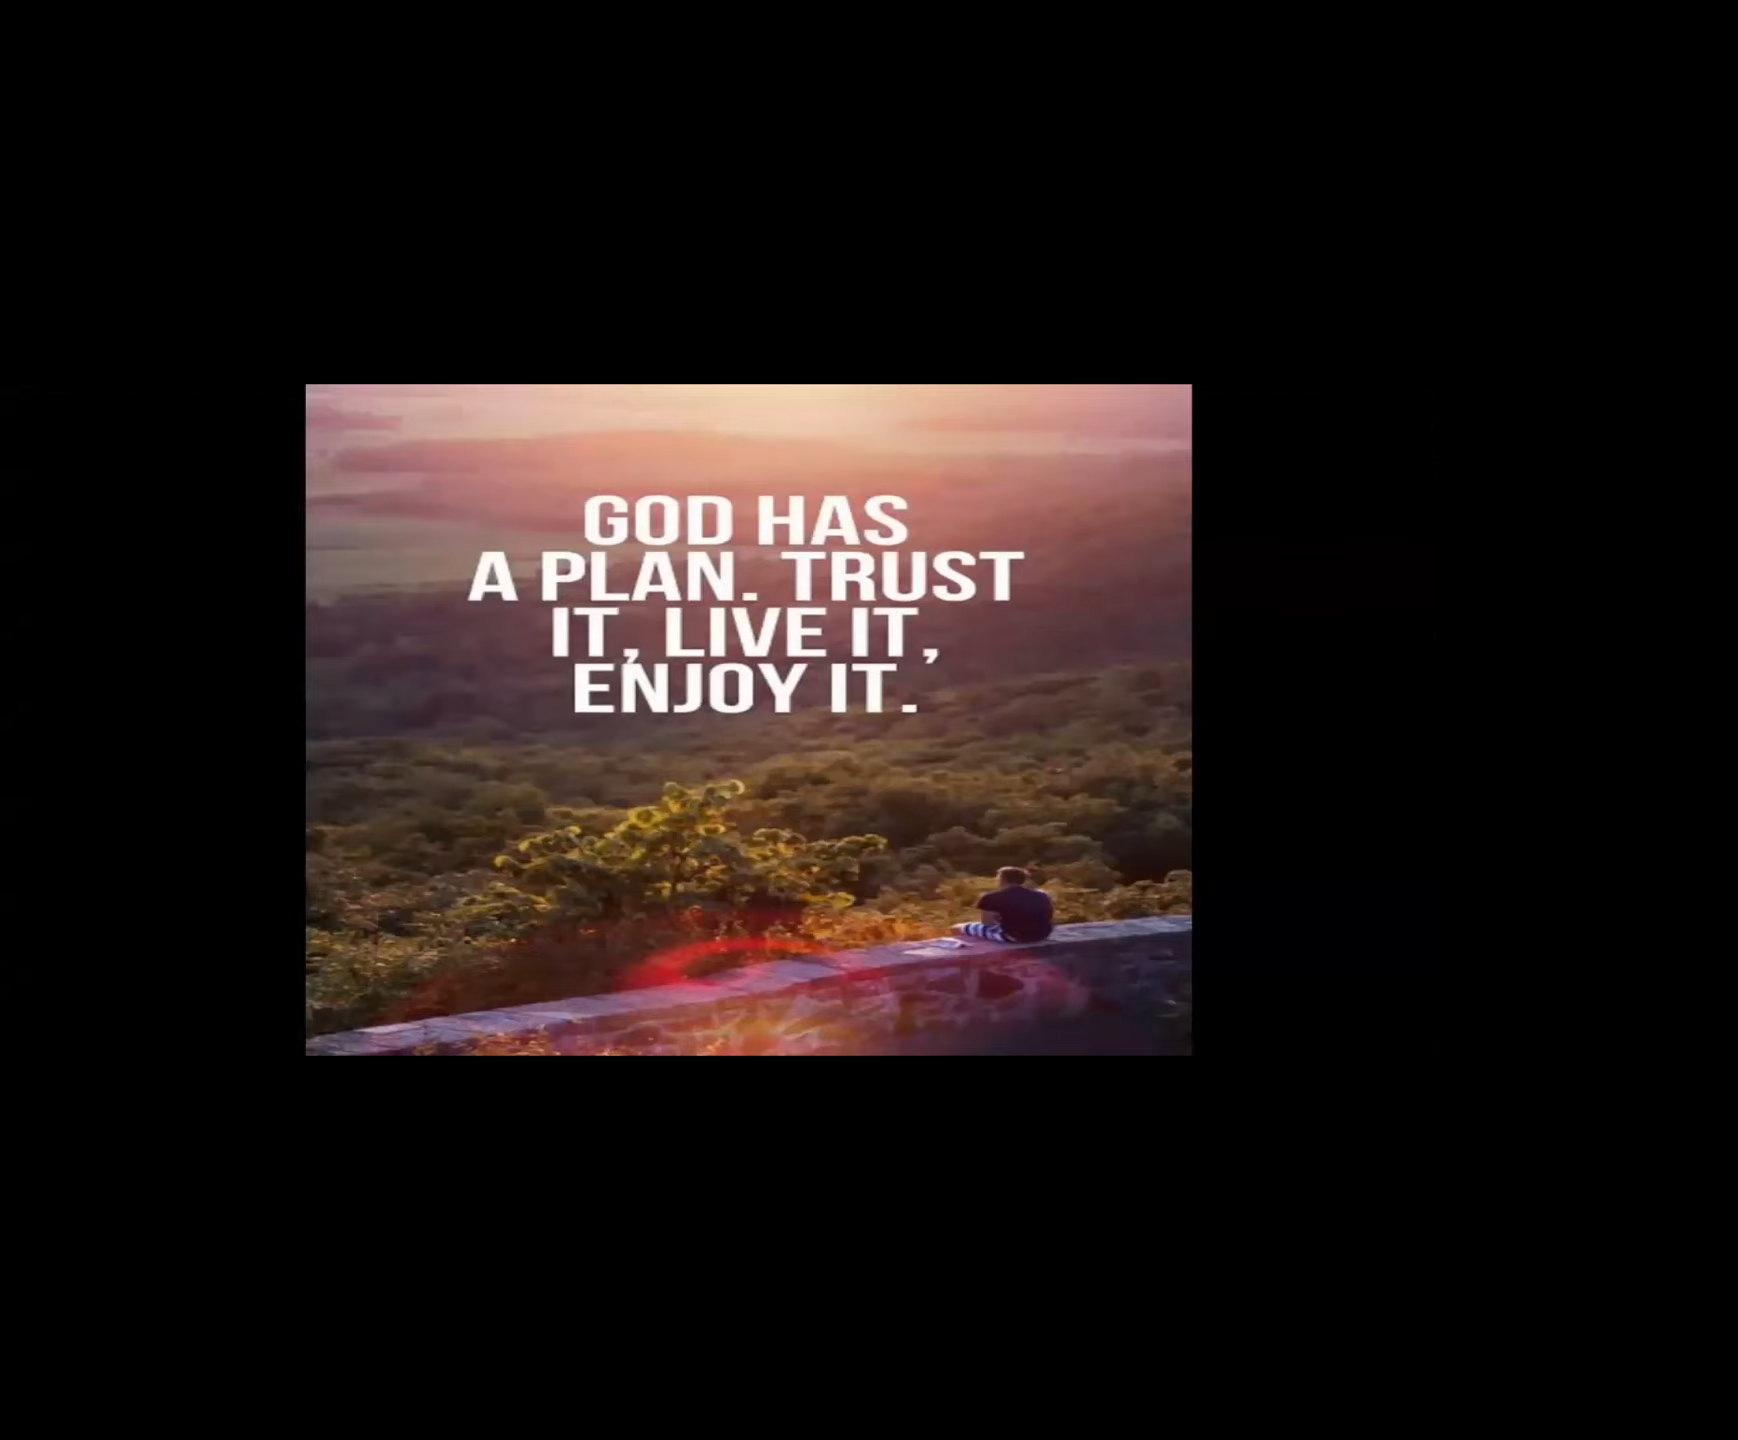 GOD HAS
A PLAN. TRUST
IT, LIVE IT,
ENJOY IT.